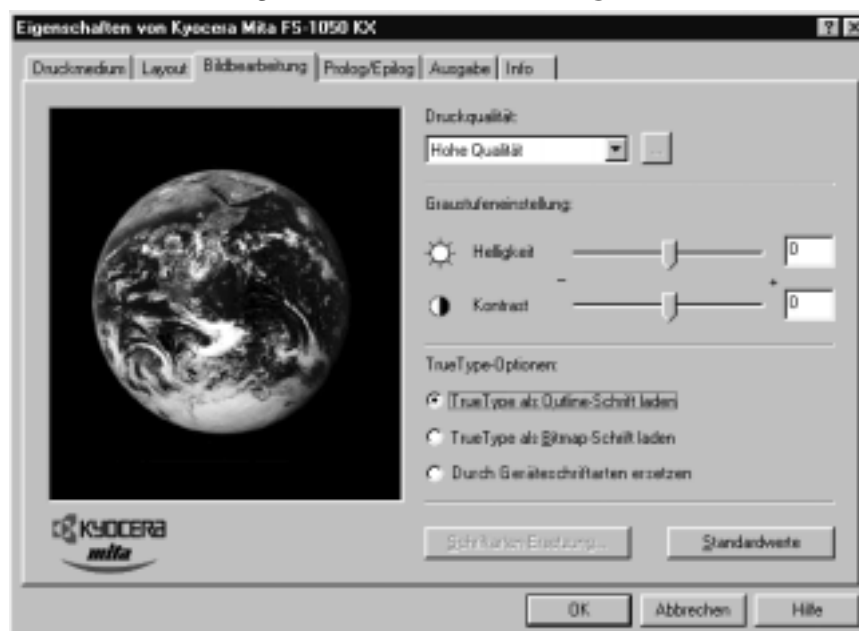 Eigenschaften von Kyocera Mita FS-1050 KX
Druckmedium Layout Bildbearbeitung Prolog/Epilog Ausgabe Info
Druckqualität:
Hohe Qualität ...
Graustufeneinstellung:
Helligkeit 0
- +
Kontrast 0
TrueType-Optionen:
TrueType als Outline-Schrift laden
TrueType als Bitmap-Schrift laden
Durch Geräteschriftarten ersetzen
KYOCERA
mita
Schriftarten Ersetzung... Standardwerte
OK Abbrechen Hilfe